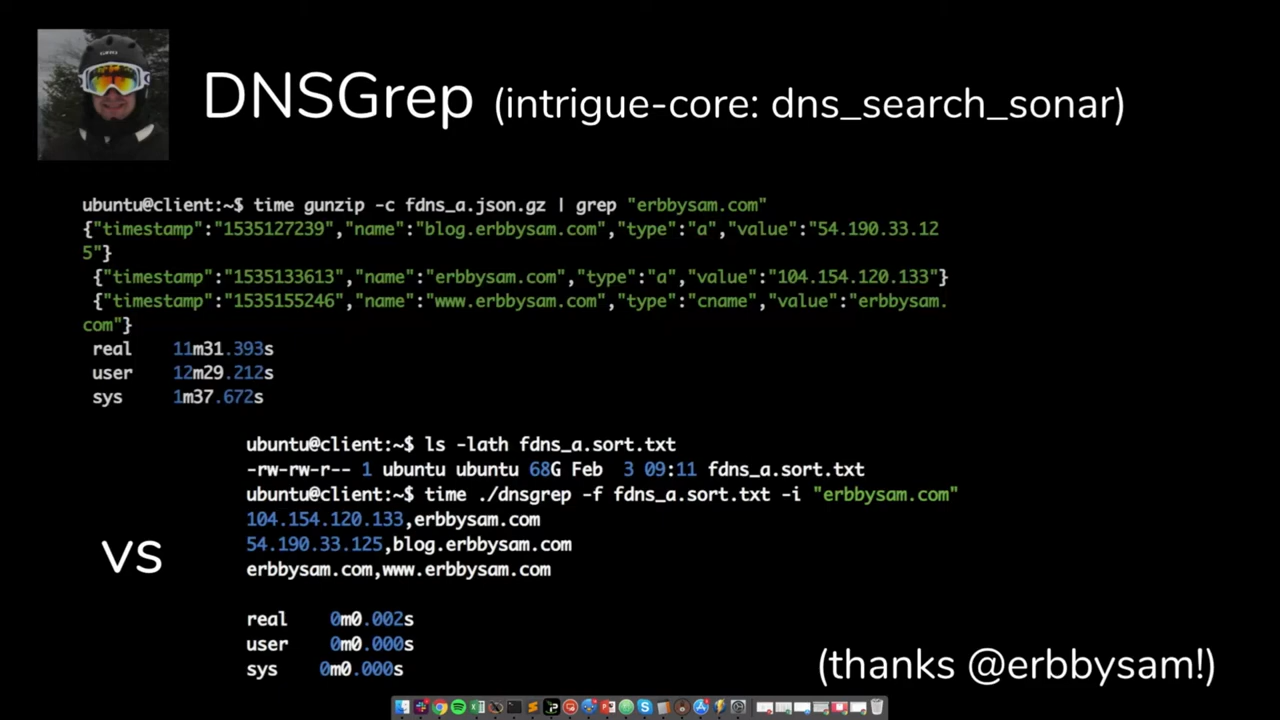 DNSGrep (intrigue-core: dns_search_sonar)
ubuntu@client:~$ time gunzip -c fdns_a.json.gz | grep "erbbysam.com"
{"timestamp":"1535127239","name":"blog.erbbysam.com","type":"a","value":"54.190.33.12
5"}
{"timestamp":"1535133613","name":"erbbysam.com","type":"a","value":"104.154.120.133"}
{"timestamp":"1535155246","name":"www.erbbysam.com","type":"cname","value":"erbbysam.
com"}
real 11m31.393s
user 12m29.212s
sys 1m37.672s
vs
ubuntu@client:~$ ls -lath fdns_a.sort.txt
-rw-rw-r-- 1 ubuntu ubuntu 68G Feb 3 09:11 fdns_a.sort.txt
ubuntu@client:~$ time ./dnsgrep -f fdns_a.sort.txt -i "erbbysam.com"
104.154.120.133,erbbysam.com
54.190.33.125,blog.erbbysam.com
erbbysam.com,www.erbbysam.com
real 0m0.002s
user 0m0.000s
sys 0m0.000s
(thanks @erbbysam!)